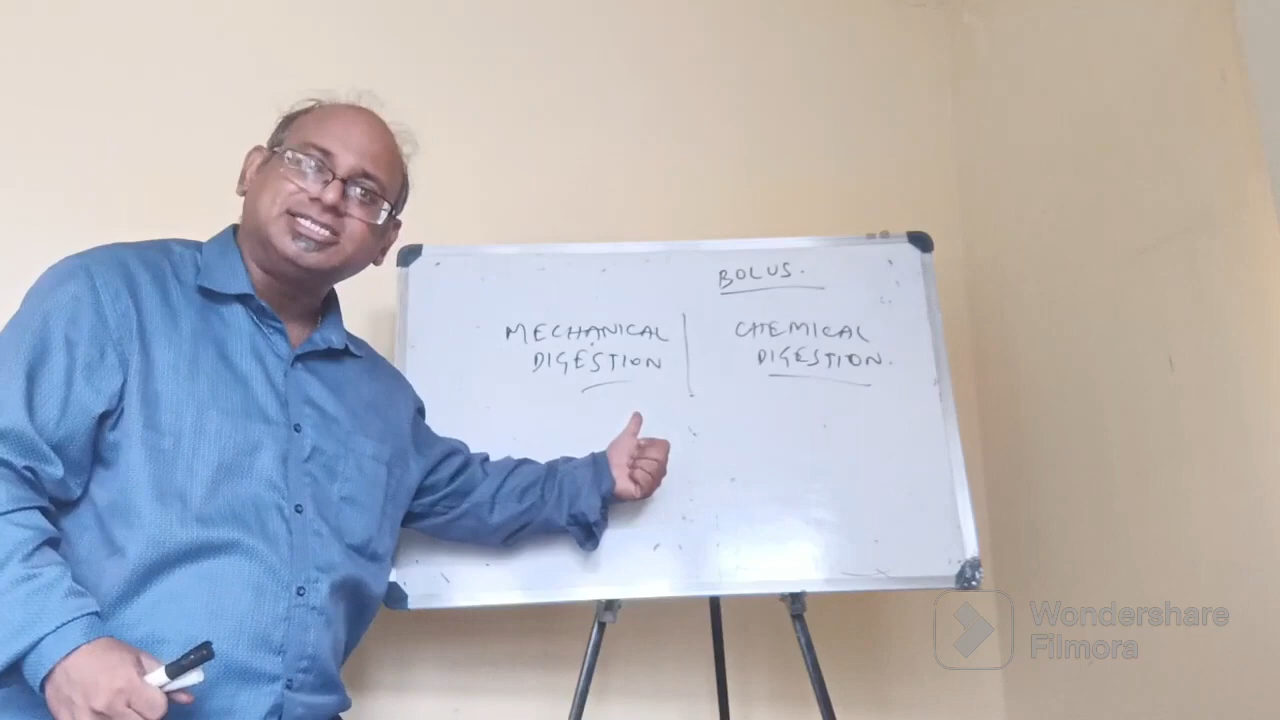 BOLUS.
MECHANICAL
DIGESTION
CHEMICAL
DIGESTION.
Wondershare
Filmora